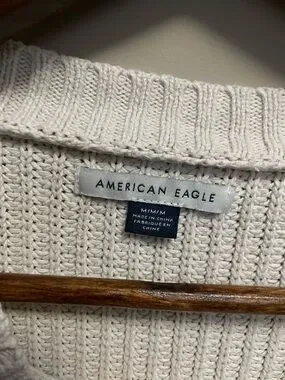 AMERICAN EAGLE
M/M/M
MADE IN CHINA
FABRIQUÉ EN
CHINE